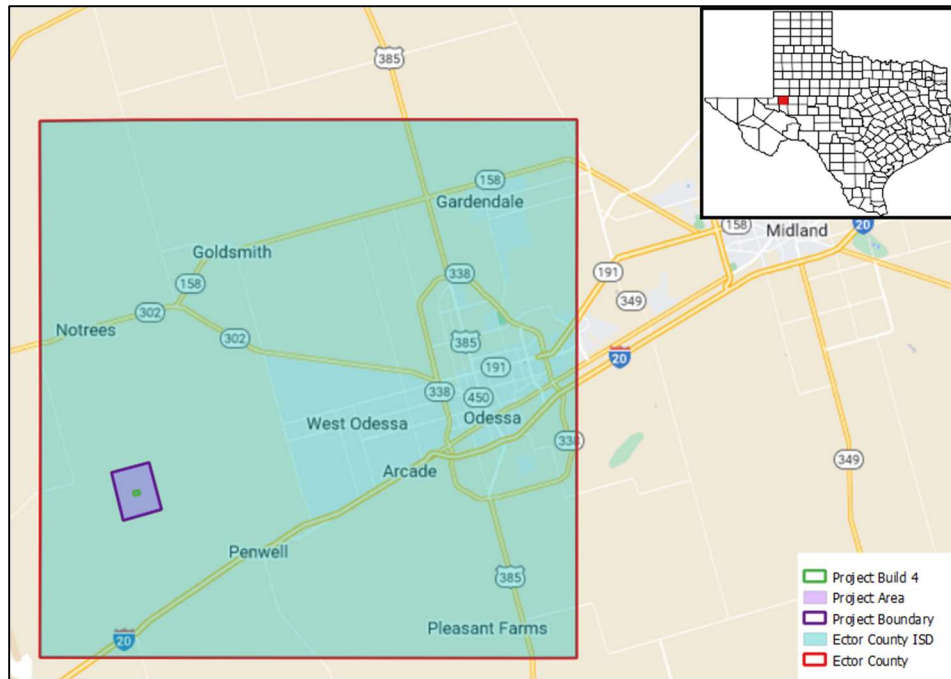 385
158
Gardendale
158
Midland
20
Goldsmith
338
191
158
349
302
Notrees
302
385
20
191
338
450
West Odessa
Odessa
338
Arcade
349
Penwell
385
Project Build 4
Project Area
Project Boundary
Ector County ISD
Ector County
Pleasant Farms
20